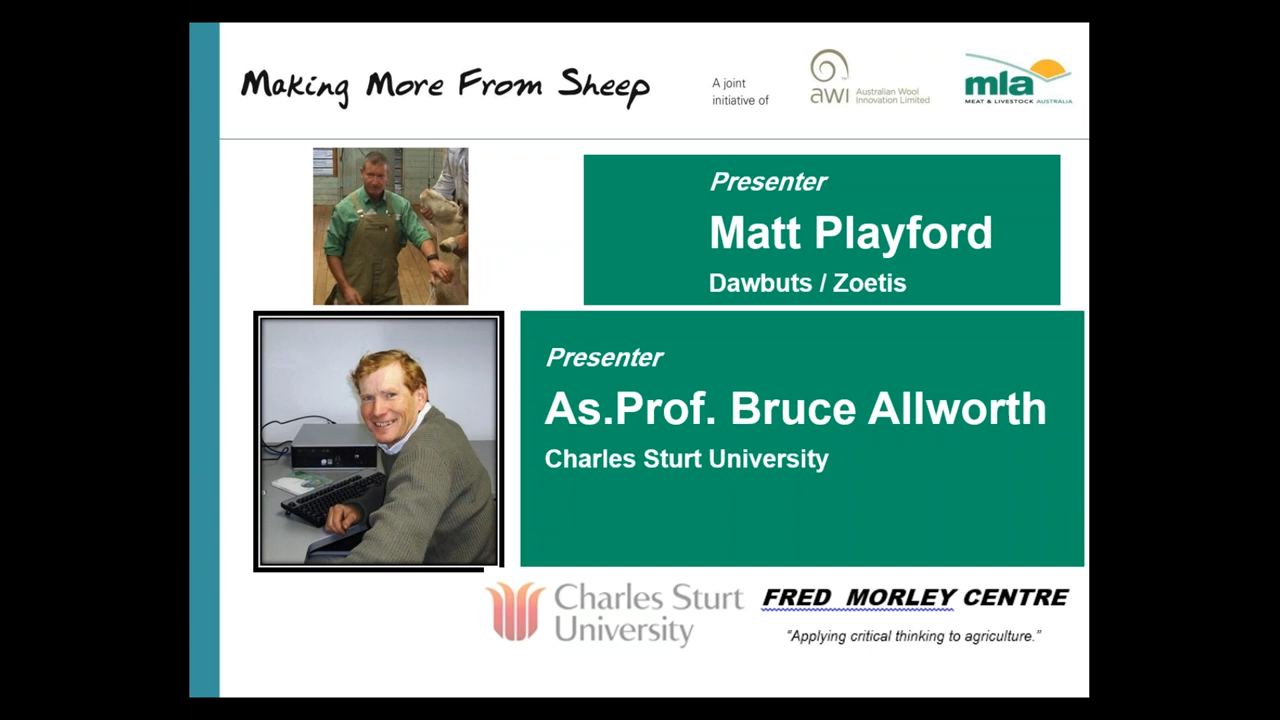 Making More From Sheep
A joint
initiative of
awi
Australian Wool
Innovation Limited
mla
MEAT & LIVESTOCK AUSTRALIA
Presenter
Matt Playford
Dawbuts / Zoetis
Presenter
As.Prof. Bruce Allworth
Charles Sturt University
Charles Sturt
University
FRED MORLEY CENTRE
“Applying critical thinking to agriculture.”